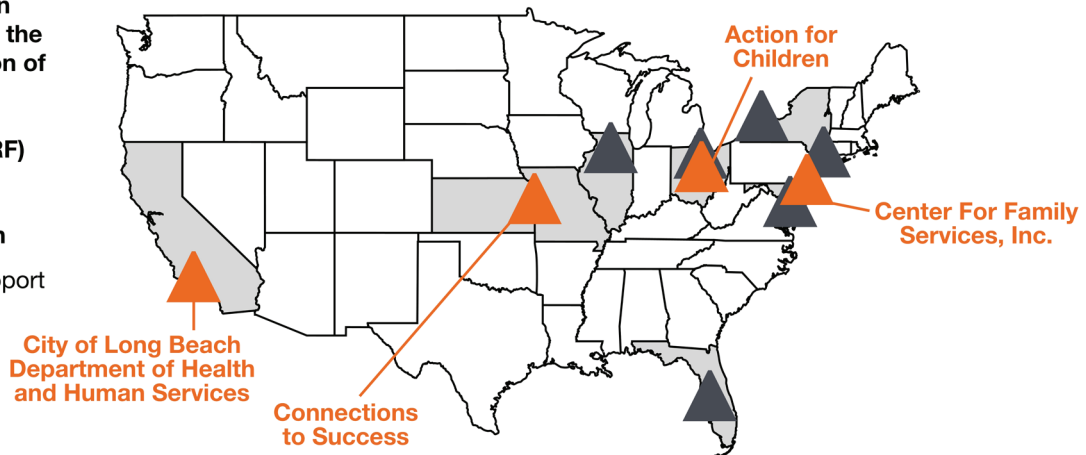 n
the
on of
RF)
n
port
Action for
Children
Center For Family
Services, Inc.
City of Long Beach
Department of Health
and Human Services
Connections
to Success